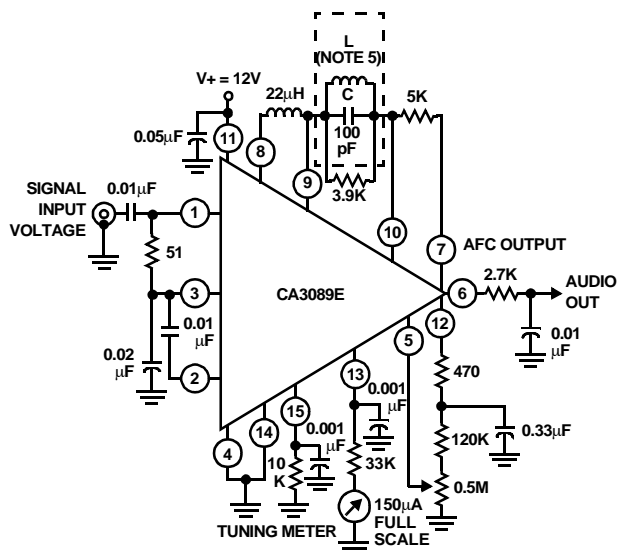 L
(NOTE 5)
V+ = 12V
22μH
C
100
pF
5K
0.05μF
11
8
9
3.9K
SIGNAL
INPUT
VOLTAGE
0.01μF
1
10
7
AFC OUTPUT
51
3
CA3089E
6
2.7K
AUDIO
OUT
12
0.01
μF
0.02
μF
2
5
0.01
μF
13
470
0.001
μF
15
0.001
μF
4
14
10
K
33K
120K
0.33μF
0.5M
150μA
FULL
SCALE
TUNING METER